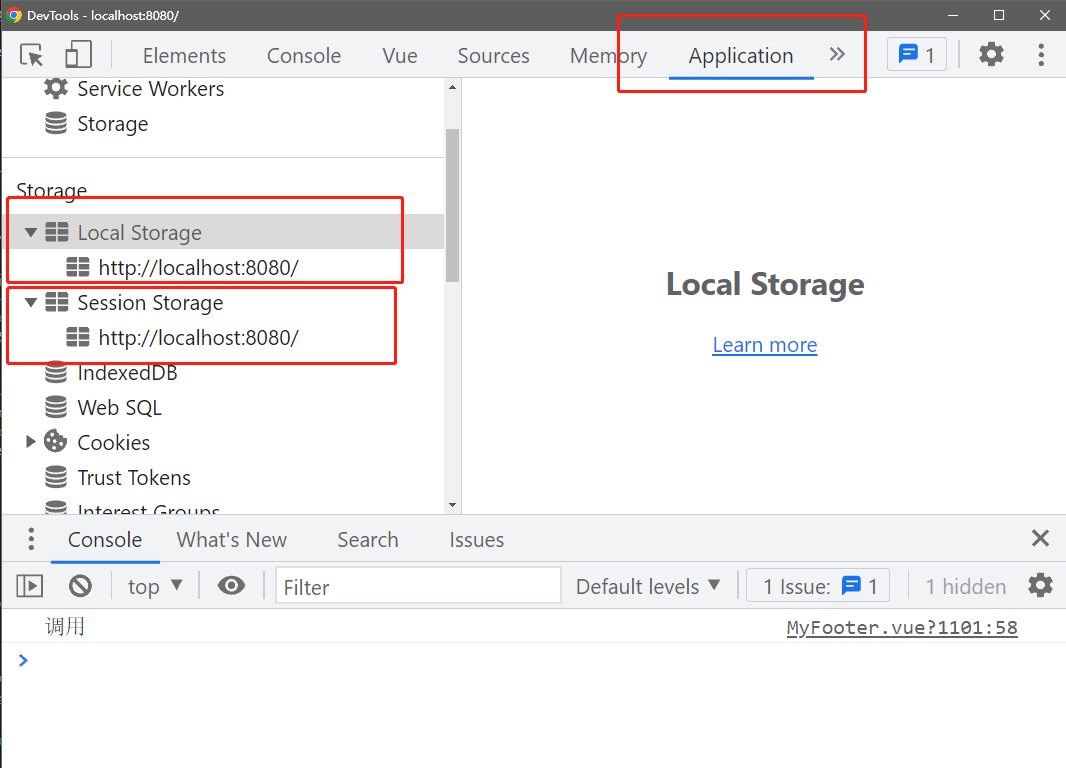 DevTools - localhost:8080/
Elements Console Vue Sources Memory Application 1
Service Workers
Storage
Storage
Local Storage
http://localhost:8080/
Session Storage
http://localhost:8080/
IndexedDB
Web SQL
Cookies
Trust Tokens
Interest Groups
Local Storage
Learn more
Console What's New Search Issues
top Filter Default levels 1 Issue: 1 1 hidden
调用 MyFooter.vue?1101:58